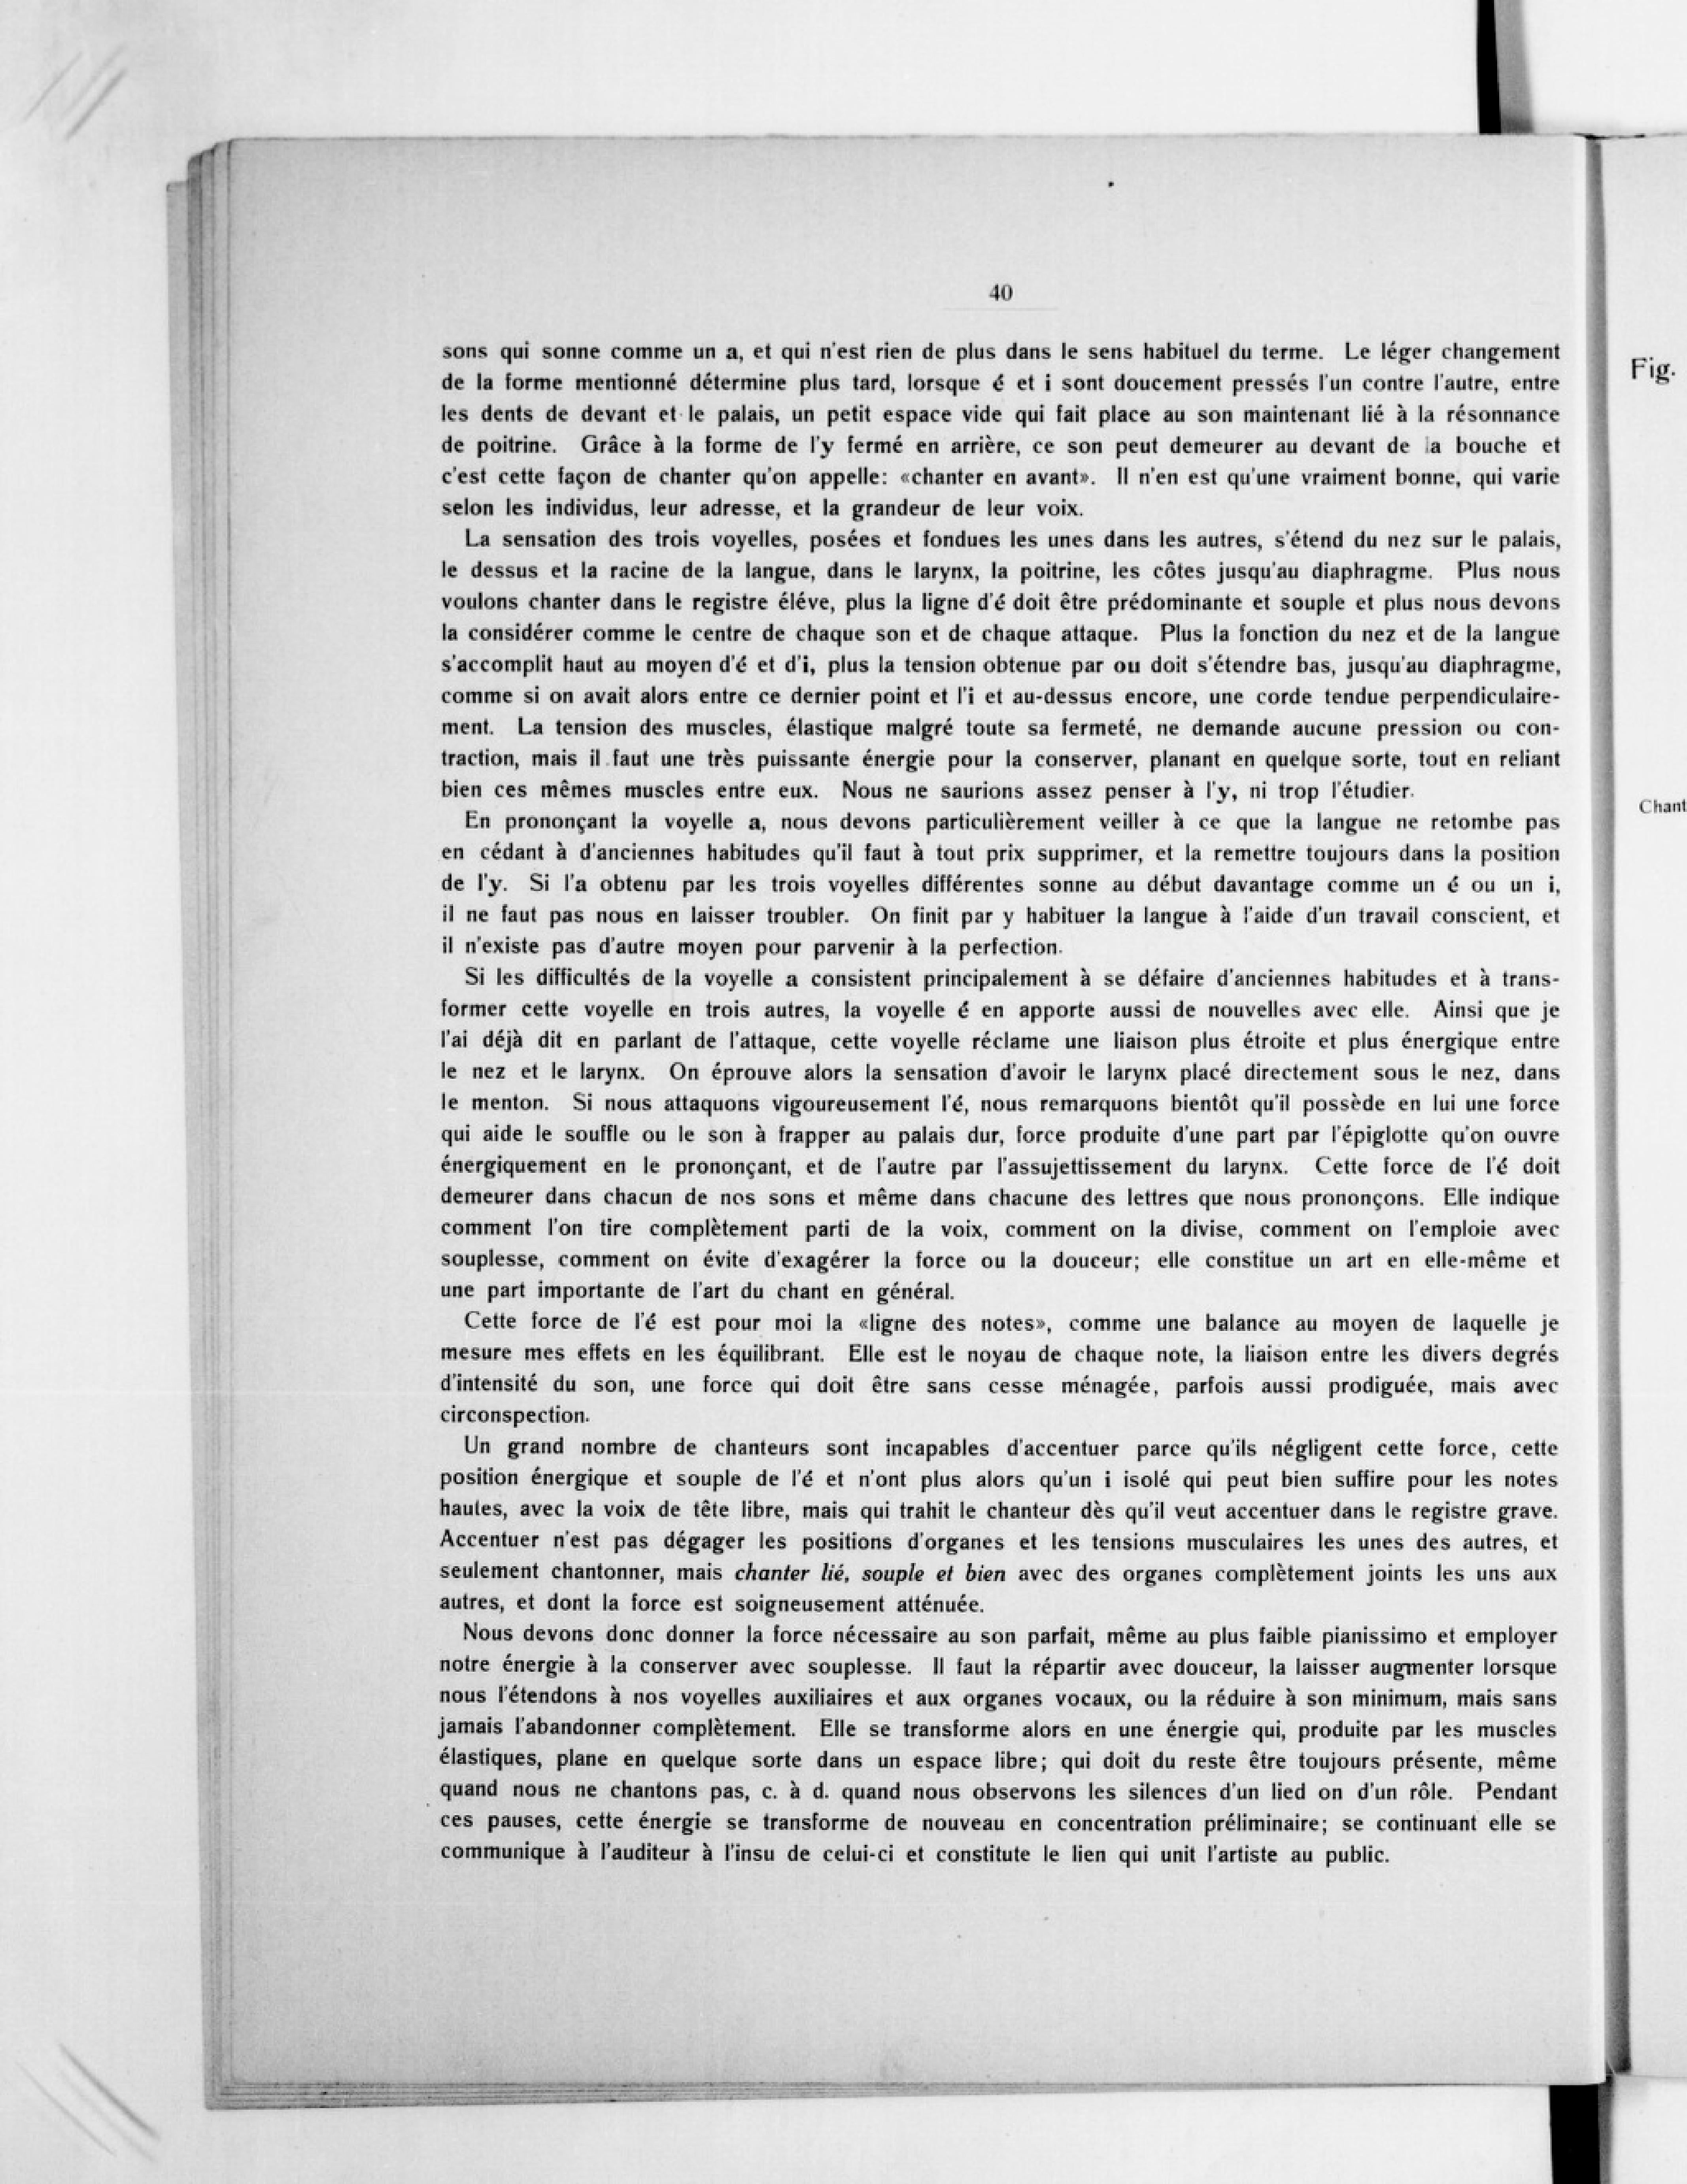 40
sons qui sonne comme un a, et qui n'est rien de plus dans le sens habituel du terme. Le léger changement
de la forme mentionné détermine plus tard, lorsque é et i sont doucement pressés l'un contre l'autre, entre
les dents de devant et le palais, un petit espace vide qui fait place au son maintenant lié à la résonnance
de poitrine. Grâce à la forme de l'y fermé en arrière, ce son peut demeurer au devant de la bouche et
c'est cette façon de chanter qu'on appelle: «chanter en avant». Il n'en est qu'une vraiment bonne, qui varie
selon les individus, leur adresse, et la grandeur de leur voix.
La sensation des trois voyelles, posées et fondues les unes dans les autres, s'étend du nez sur le palais,
le dessus et la racine de la langue, dans le larynx, la poitrine, les côtes jusqu'au diaphragme. Plus nous
voulons chanter dans le registre éléve, plus la ligne d'é doit être prédominante et souple et plus nous devons
la considérer comme le centre de chaque son et de chaque attaque. Plus la fonction du nez et de la langue
s'accomplit haut au moyen d'é et d'i, plus la tension obtenue par ou doit s'étendre bas, jusqu'au diaphragme,
comme si on avait alors entre ce dernier point et l'i et au-dessus encore, une corde tendue perpendiculaire-
ment. La tension des muscles, élastique malgré toute sa fermeté, ne demande aucune pression ou con-
traction, mais il faut une très puissante énergie pour la conserver, planant en quelque sorte, tout en reliant
bien ces mêmes muscles entre eux. Nous ne saurions assez penser à l'y, ni trop l'étudier.
En prononçant la voyelle a, nous devons particulièrement veiller à ce que la langue ne retombe pas
en cédant à d'anciennes habitudes qu'il faut à tout prix supprimer, et la remettre toujours dans la position
de l'y. Si l'a obtenu par les trois voyelles différentes sonne au début davantage comme un é ou un i,
il ne faut pas nous en laisser troubler. On finit par y habituer la langue à l'aide d'un travail conscient, et
il n'existe pas d'autre moyen pour parvenir à la perfection.
Si les difficultés de la voyelle a consistent principalement à se défaire d'anciennes habitudes et à trans-
former cette voyelle en trois autres, la voyelle é en apporte aussi de nouvelles avec elle. Ainsi que je
l'ai déjà dit en parlant de l'attaque, cette voyelle réclame une liaison plus étroite et plus énergique entre
le nez et le larynx. On éprouve alors la sensation d'avoir le larynx placé directement sous le nez, dans
le menton. Si nous attaquons vigoureusement l'é, nous remarquons bientôt qu'il possède en lui une force
qui aide le souffle ou le son à frapper au palais dur, force produite d'une part par l'épiglotte qu'on ouvre
énergiquement en le prononçant, et de l'autre par l'assujettissement du larynx. Cette force de l'é doit
demeurer dans chacun de nos sons et même dans chacune des lettres que nous prononçons. Elle indique
comment l'on tire complètement parti de la voix, comment on la divise, comment on l'emploie avec
souplesse, comment on évite d'exagérer la force ou la douceur; elle constitue un art en elle-même et
une part importante de l'art du chant en général.
Cette force de l'é est pour moi la «ligne des notes», comme une balance au moyen de laquelle je
mesure mes effets en les équilibrant. Elle est le noyau de chaque note, la liaison entre les divers degrés
d'intensité du son, une force qui doit être sans cesse ménagée, parfois aussi prodiguée, mais avec
circonspection.
Un grand nombre de chanteurs sont incapables d'accentuer parce qu'ils négligent cette force, cette
position énergique et souple de l'é et n'ont plus alors qu'un i isolé qui peut bien suffire pour les notes
hautes, avec la voix de tête libre, mais qui trahit le chanteur dès qu'il veut accentuer dans le registre grave.
Accentuer n'est pas dégager les positions d'organes et les tensions musculaires les unes des autres, et
seulement chantonner, mais chanter lié, souple et bien avec des organes complètement joints les uns aux
autres, et dont la force est soigneusement atténuée.
Nous devons donc donner la force nécessaire au son parfait, même au plus faible pianissimo et employer
notre énergie à la conserver avec souplesse. Il faut la répartir avec douceur, la laisser augmenter lorsque
nous l'étendons à nos voyelles auxiliaires et aux organes vocaux, ou la réduire à son minimum, mais sans
jamais l'abandonner complètement. Elle se transforme alors en une énergie qui, produite par les muscles
élastiques, plane en quelque sorte dans un espace libre; qui doit du reste être toujours présente, même
quand nous ne chantons pas, c. à d. quand nous observons les silences d'un lied on d'un rôle. Pendant
ces pauses, cette énergie se transforme de nouveau en concentration préliminaire; se continuant elle se
communique à l'auditeur à l'insu de celui-ci et constitute le lien qui unit l'artiste au public.
Fig.
Chant